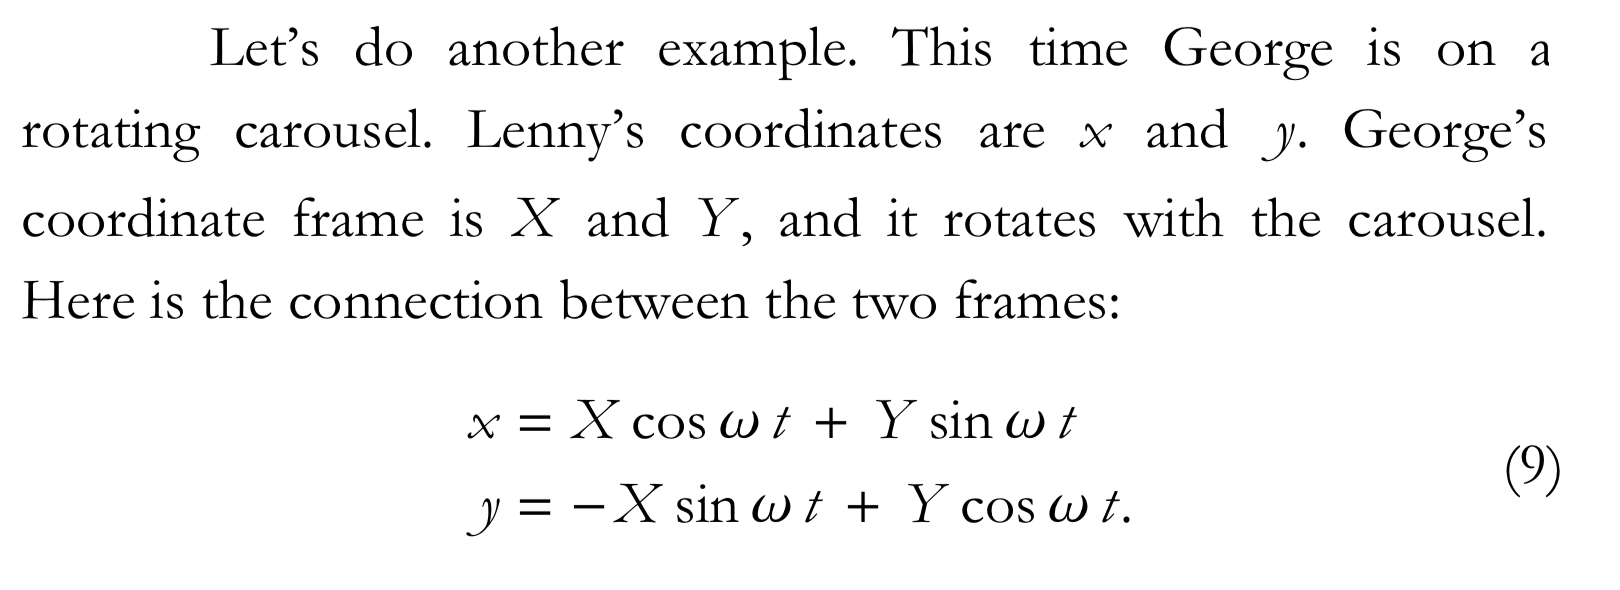 Let’s do another example. This time George is on a
rotating carousel. Lenny’s coordinates are x and y. George’s
coordinate frame is X and Y, and it rotates with the carousel.
Here is the connection between the two frames:
x = X cos ω t + Y sin ω t
y = −X sin ω t + Y cos ω t.
(9)